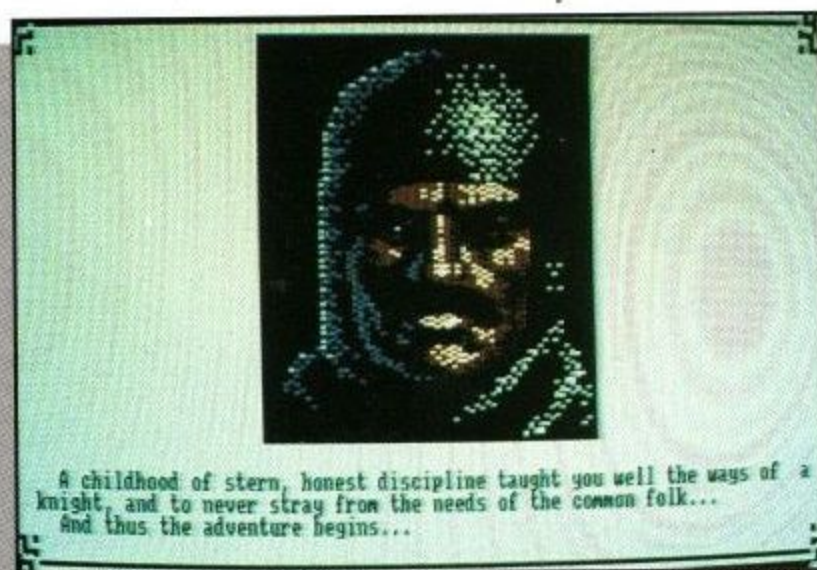 A childhood of stern, honest discipline taught you well the ways of a
knight, and to never stray from the needs of the common folk...
And thus the adventure begins...